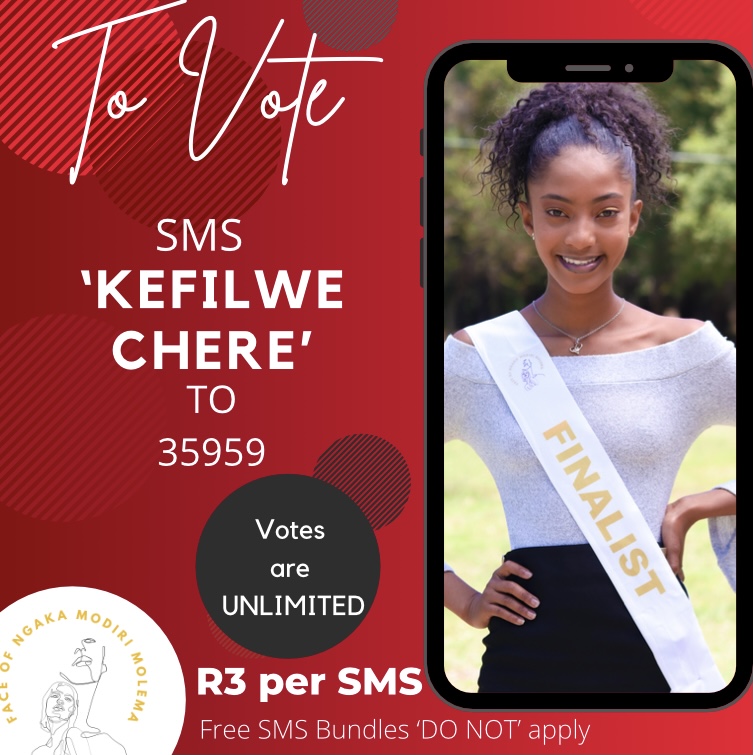 To Vote
SMS
‘KEFILWE
CHERE’
TO
35959
Votes
are
UNLIMITED
R3 per SMS
Free SMS Bundles ‘DO NOT’ apply
FACE OF NGAKA MODIRI MOLEMA
FINALIST